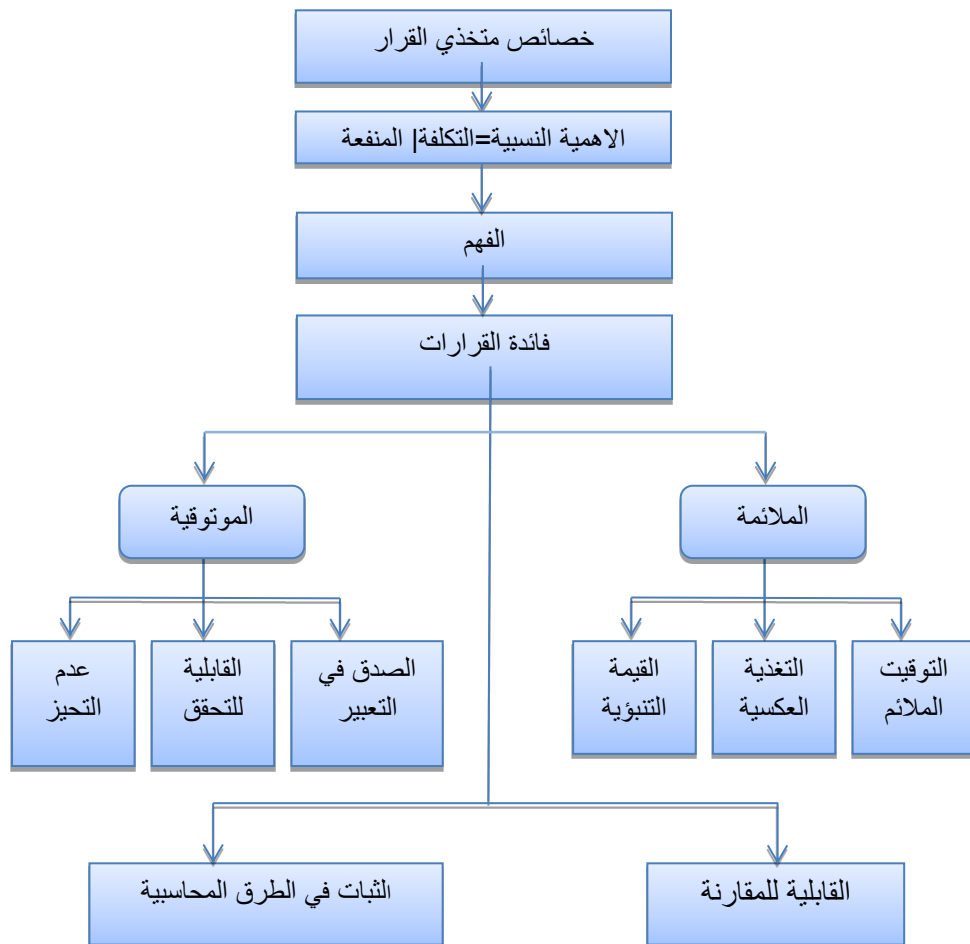 خصائص متخذي القرار
الاهمية النسبية=التكلفة| المنفعة
الفهم
فائدة القرارات
الملائمة
الموتوقية
التوقيت
الملائم
التغذية
العكسية
القيمة
التنبؤية
الصدق في
التعبير
القابلية
للتحقق
عدم
التحيز
القابلية للمقارنة
الثبات في الطرق المحاسبية